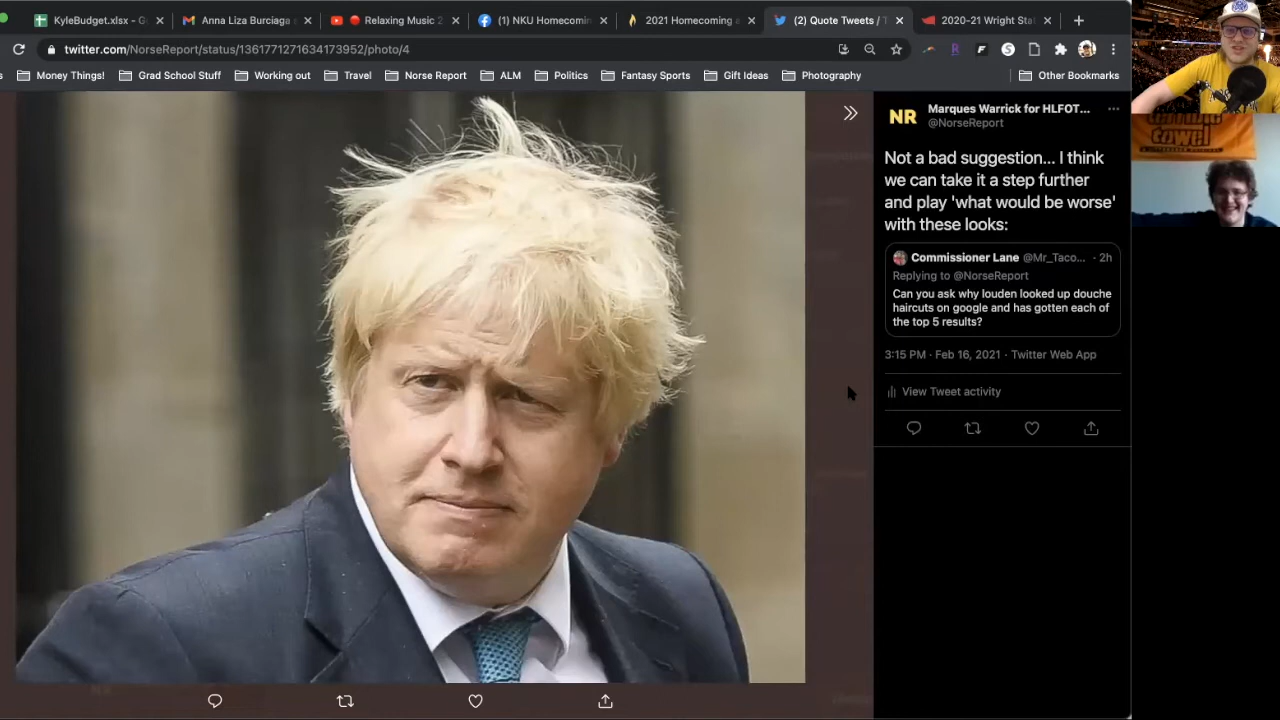 KyleBudget.xlsx - G
Anna Liza Burciaga
Relaxing Music 2
(1) NKU Homecomin
2021 Homecoming a
(2) Quote Tweets / T
2020-21 Wright Sta
twitter.com/NorseReport/status/1361771271634173952/photo/4
s
Money Things!
Grad School Stuff
Working out
Travel
Norse Report
ALM
Politics
Fantasy Sports
Gift Ideas
Photography
Other Bookmarks
NR
Marques Warrick for HLFOT...
@NorseReport
Not a bad suggestion... I think
we can take it a step further
and play 'what would be worse'
with these looks:
Commissioner Lane @Mr_Taco... · 2h
Replying to @NorseReport
Can you ask why louden looked up douche
haircuts on google and has gotten each of
the top 5 results?
3:15 PM · Feb 16, 2021 · Twitter Web App
View Tweet activity
terrible
towel